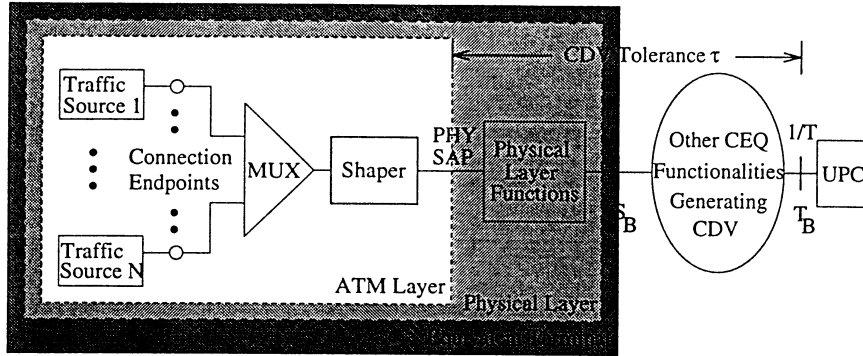 CDV Tolerance τ
Traffic
Source 1
Connection
Endpoints
MUX
Shaper
PHY
SAP
Physical
Layer
Functions
Other CEQ
Functionalities
Generating
CDV
1/T
UPC
S_B
T_B
Traffic
Source N
ATM Layer
Physical Layer